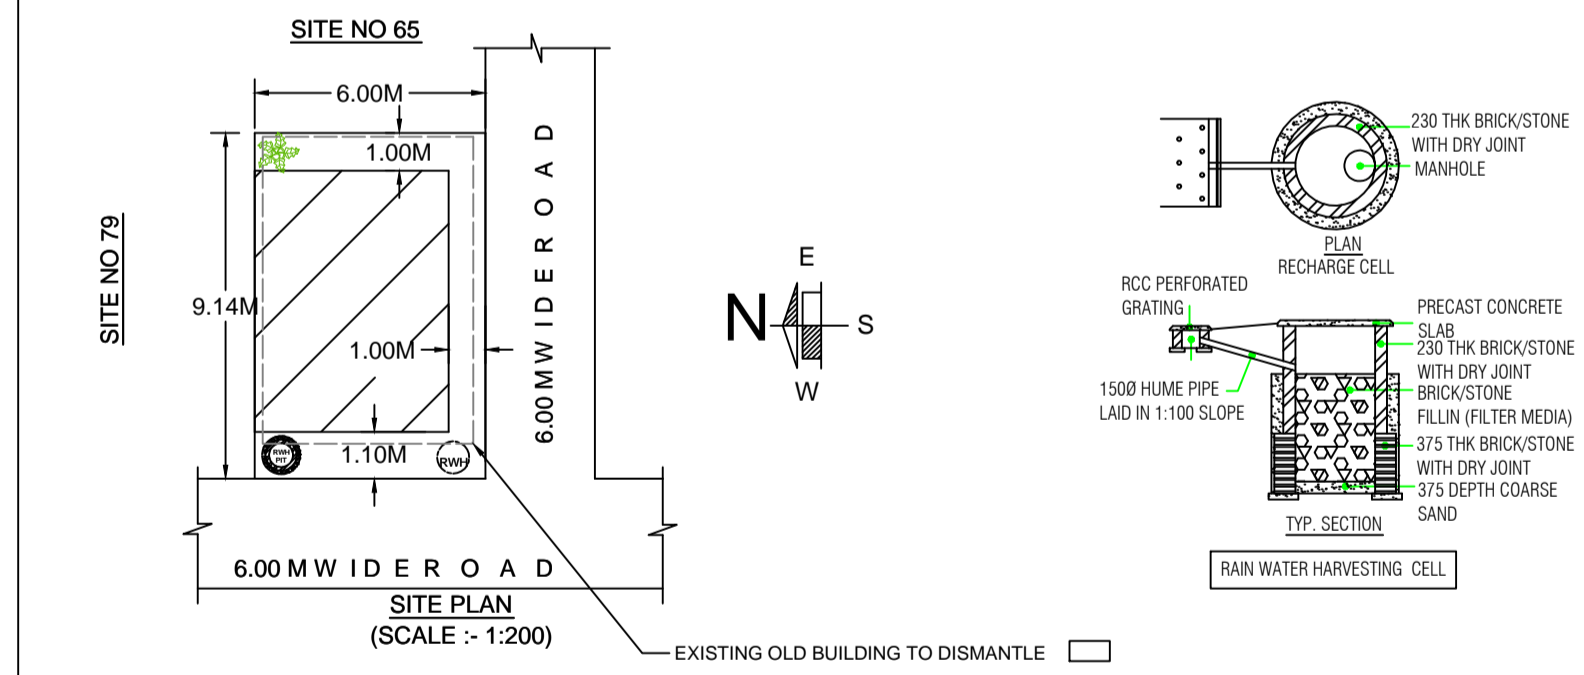 SITE NO 65
6.00M
1.00M
SITE NO 79
9.14M
1.00M
1.10M
RWH
PIT
RWH
6.00 M W I D E R O A D
6.00 M W I D E R O A D
SITE PLAN
(SCALE :- 1:200)
EXISTING OLD BUILDING TO DISMANTLE
E
N
S
W
230 THK BRICK/STONE
WITH DRY JOINT
MANHOLE
PLAN
RECHARGE CELL
RCC PERFORATED
GRATING
150Ø HUME PIPE
LAID IN 1:100 SLOPE
PRECAST CONCRETE
SLAB
230 THK BRICK/STONE
WITH DRY JOINT
BRICK/STONE
FILLIN (FILTER MEDIA)
375 THK BRICK/STONE
WITH DRY JOINT
375 DEPTH COARSE
SAND
TYP. SECTION
RAIN WATER HARVESTING CELL